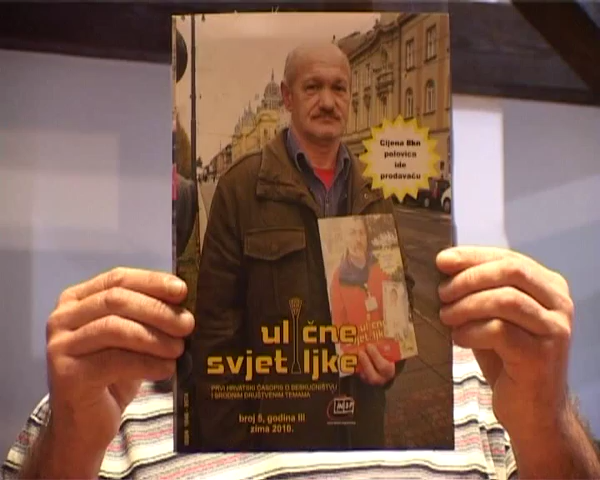 Cijena 8kn
polovica
ide
prodavaču
ulične
svjetiljke
PRVI HRVATSKI ČASOPIS O BESKUĆNIŠTVU
I SRODNIM DRUŠTVENIM TEMAMA
broj 5, godina III
zima 2010.